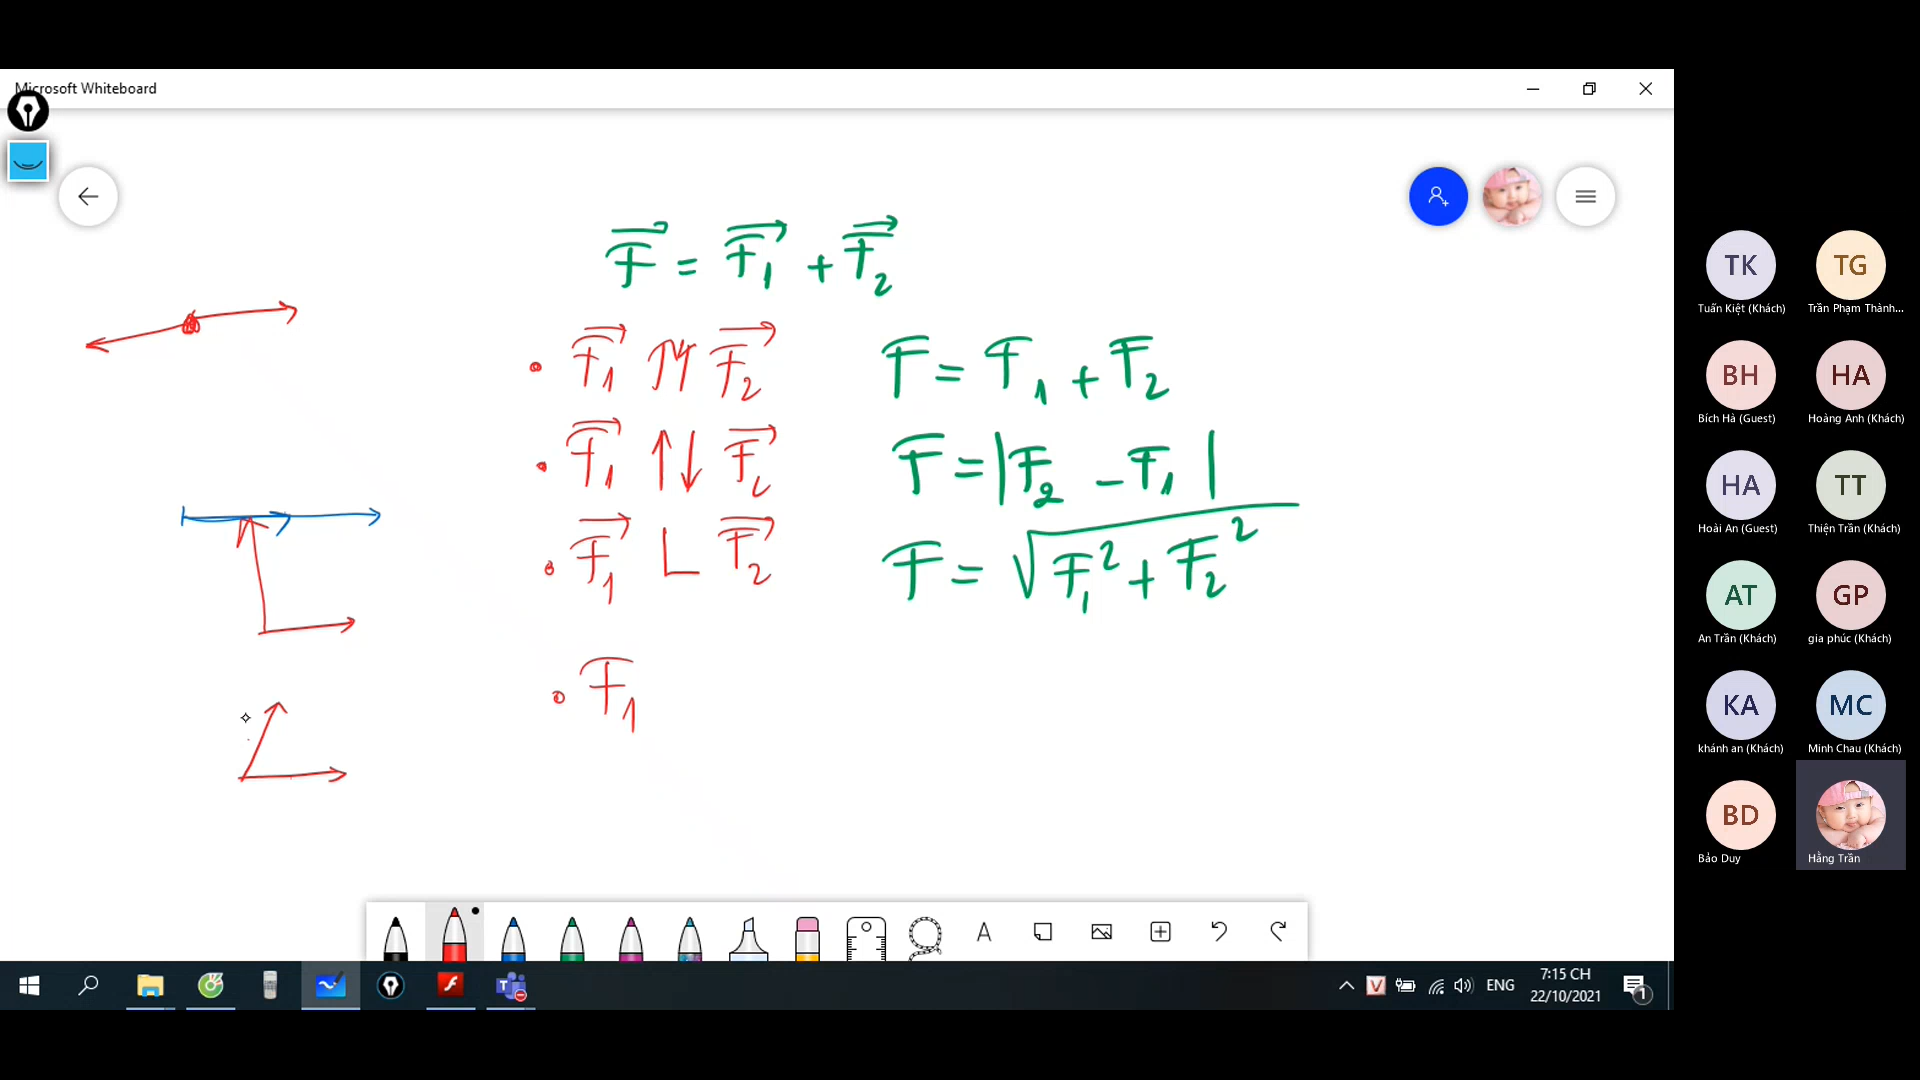 Microsoft Whiteboard
F⃗ = F⃗₁ + F⃗₂
• F⃗₁ ↑↑ F⃗₂ F = F₁ + F₂
• F⃗₁ ↑↓ F⃗₂ F = |F₂ - F₁|
• F⃗₁ ⊥ F⃗₂ F = √(F₁² + F₂²)
• F₁
TK
Tuấn Kiệt (Khách)
TG
Trần Phạm Thành...
BH
Bích Hà (Guest)
HA
Hoàng Anh (Khách)
HA
Hoài An (Guest)
TT
Thiện Trần (Khách)
AT
An Trần (Khách)
GP
gia phúc (Khách)
KA
khánh an (Khách)
MC
Minh Chau (Khách)
BD
Bảo Duy
Hằng Trần
ENG
7:15 CH
22/10/2021
1